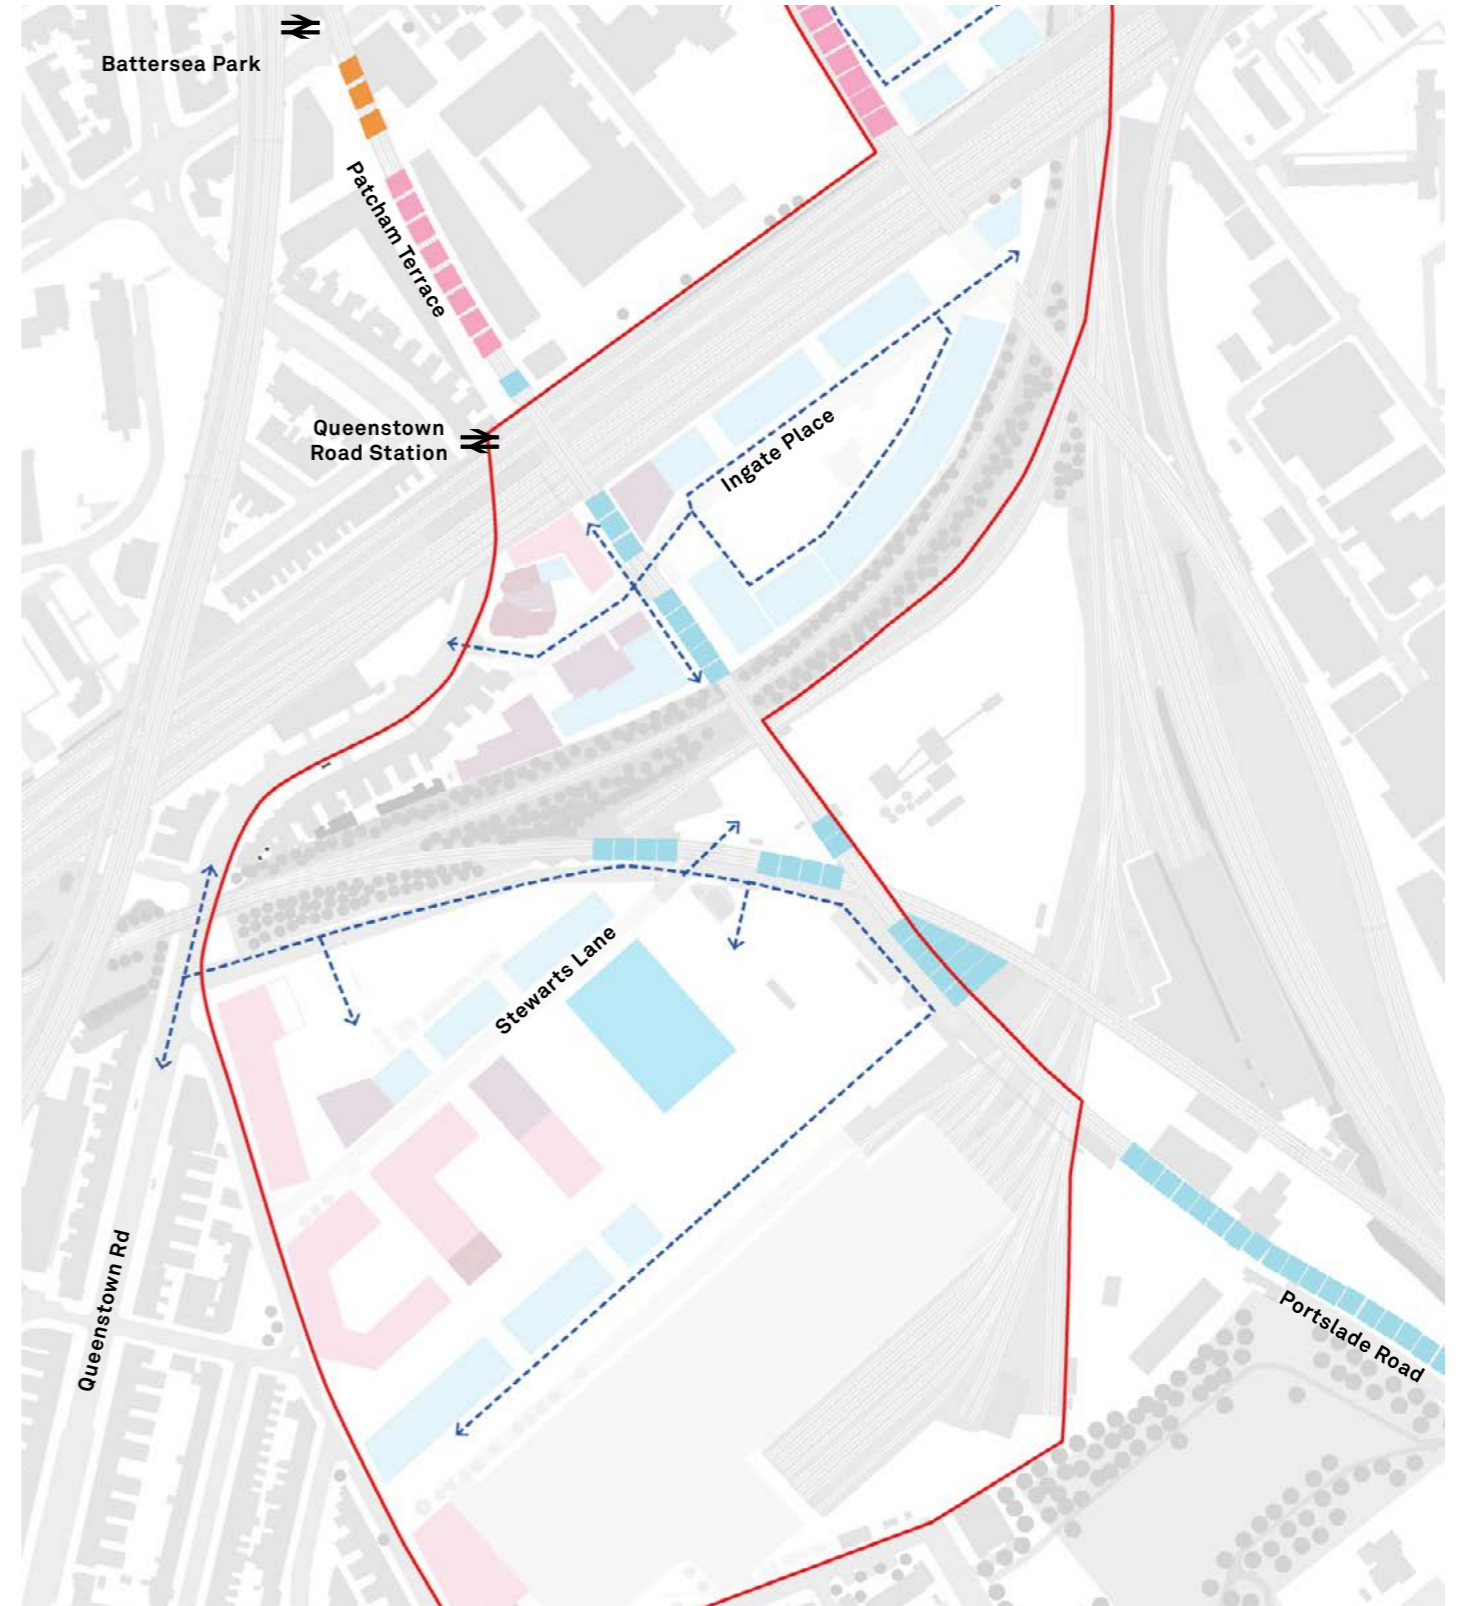 Battersea Park
Patcham Terrace
Queenstown
Road Station
Ingate Place
Stewarts Lane
Queenstown Rd
Portslade Road